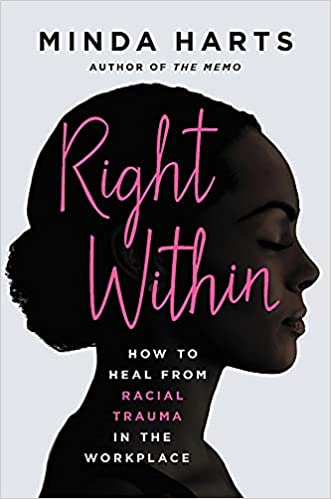 MINDA HARTS
AUTHOR OF THE MEMO
Right
Within
HOW TO
HEAL FROM
RACIAL
TRAUMA
IN THE
WORKPLACE